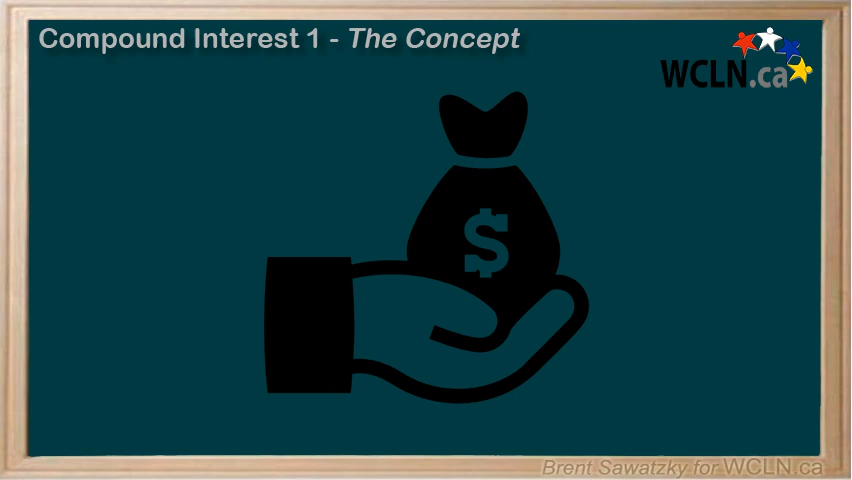 Compound Interest 1 - The Concept
WCLN.ca
$
Brent Sawatzky for WCLN.ca